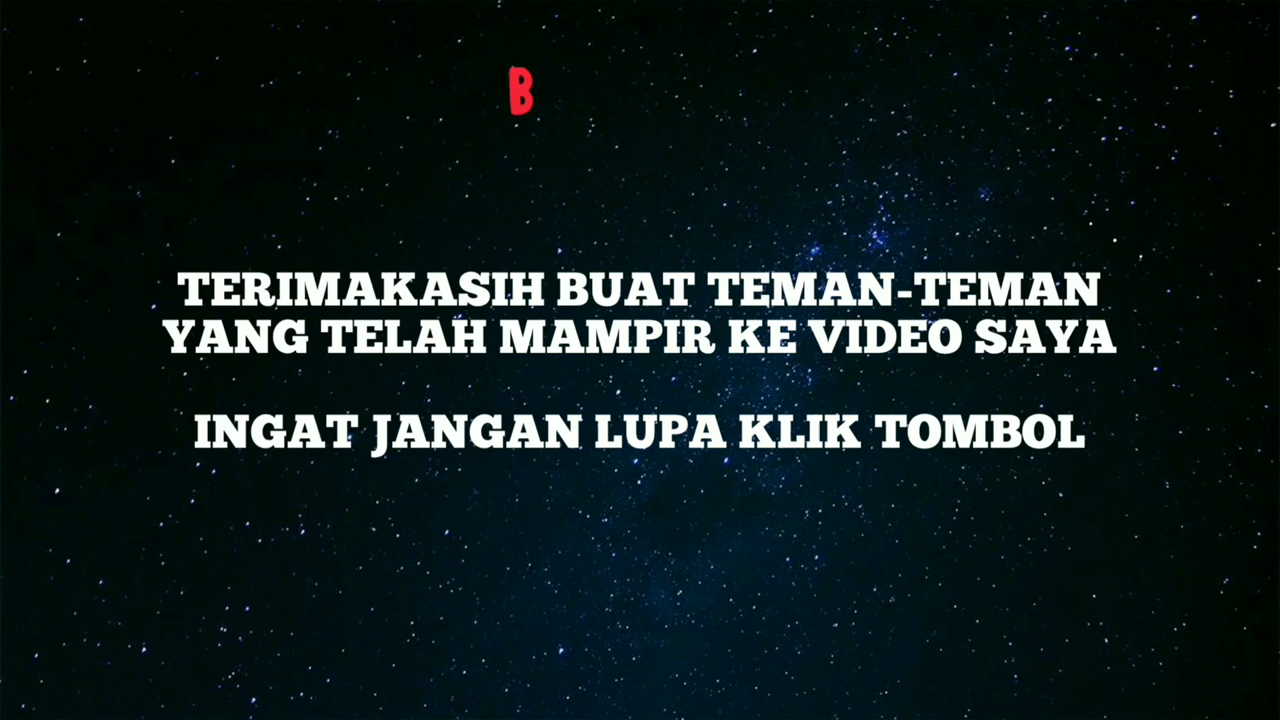 B
TERIMAKASIH BUAT TEMAN-TEMAN
YANG TELAH MAMPIR KE VIDEO SAYA
INGAT JANGAN LUPA KLIK TOMBOL